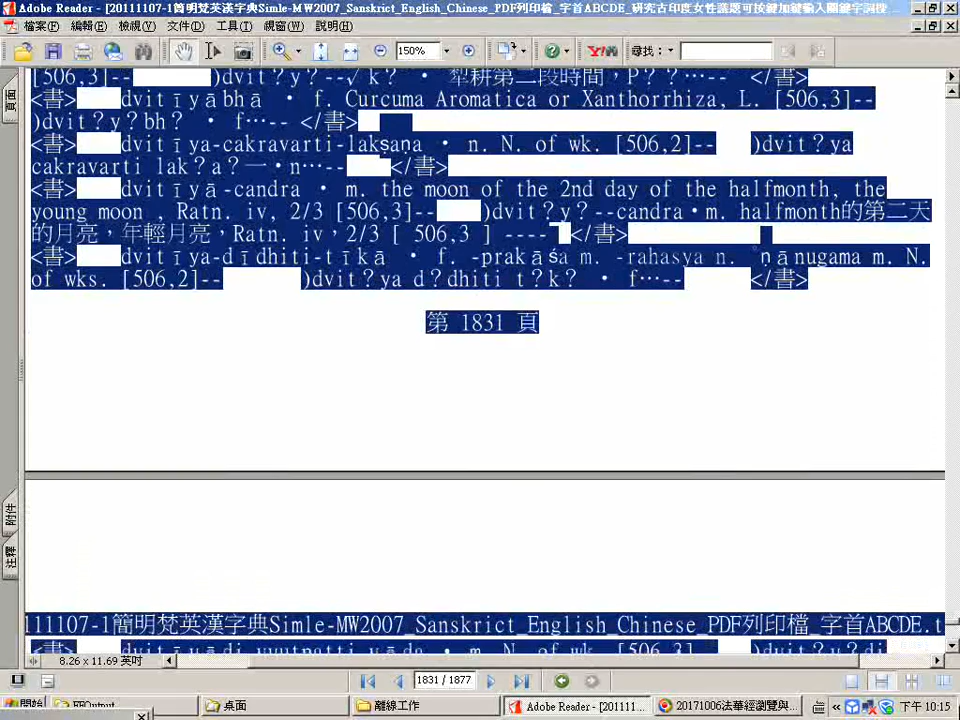 Adobe Reader - [20111107-1簡明梵英漢字典Simle-MW2007_Sanskrict_English_Chinese_PDF列印檔_字首ABCDE_研究古印度女性議題可按鍵加鍵輸入關鍵字詞搜
檔案(F) 編輯(E) 檢視(V) 文件(D) 工具(T) 視窗(W) 說明(H)
150% 尋找：
頁面
[506,3]-- )dvit？y？--√ k？ • 犁耕第二段時間，P？？…-- </書>
<書> dvitīyābhā • f. Curcuma Aromatica or Xanthorrhiza, L. [506,3]--
)dvit？y？bh？ • f…-- </書>
<書> dvitīya-cakravarti-lakṣaṇa • n. N. of wk. [506,2]-- )dvit？ya
cakravarti lak？a？一•n…-- </書>
<書> dvitīyā-candra • m. the moon of the 2nd day of the halfmonth, the
young moon , Ratn. iv, 2/3 [506,3]-- )dvit？y？--candra•m. halfmonth的第二天
的月亮，年輕月亮，Ratn. iv，2/3 [ 506,3 ] ---- </書>
<書> dvitīya-dīdhiti-tīkā • f. -prakāśa m. -rahasya n. ṇānugama m. N.
of wks. [506,2]-- )dvit？ya d？dhiti t？k？ • f…-- </書>
第 1831 頁
附件
注釋
111107-1簡明梵英漢字典Simle-MW2007_Sanskrict_English_Chinese_PDF列印檔_字首ABCDE.t
8.26 x 11.69 英吋
1831 / 1877
開始 FFOutput 桌面 離線工作 Adobe Reader - [201111... 20171006法華經瀏覽與... 下午 10:15